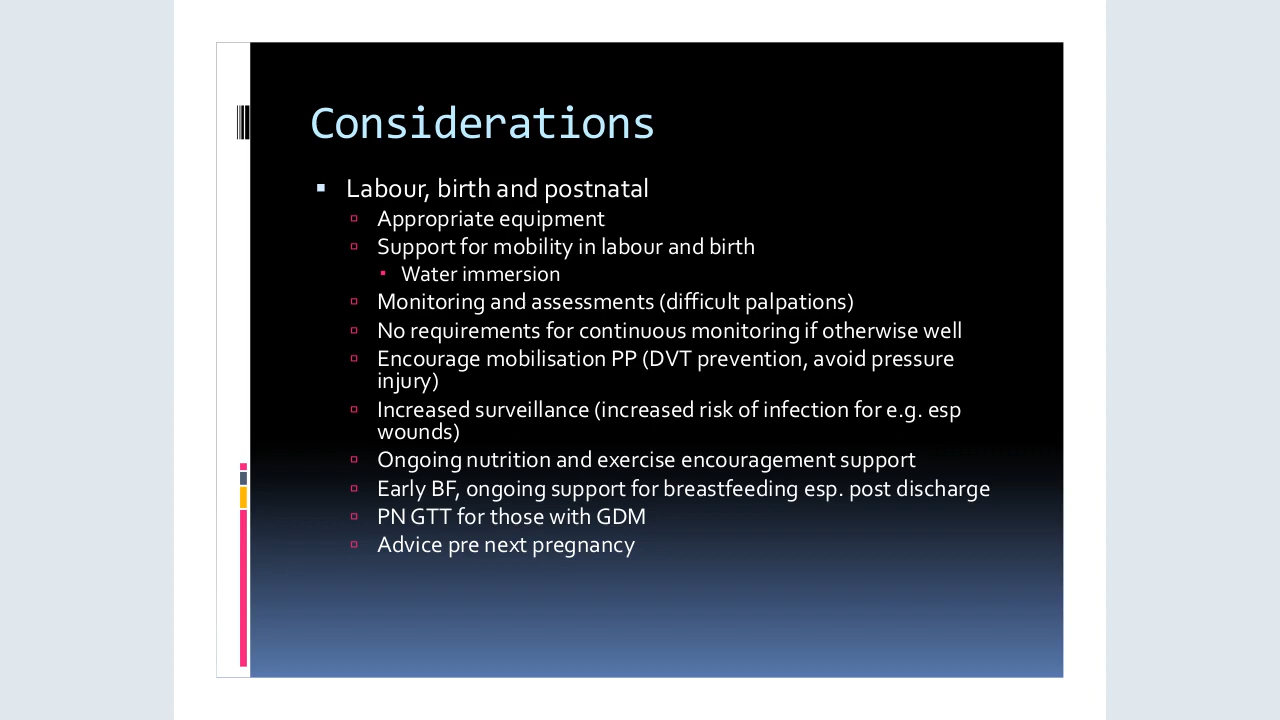 Considerations
Labour, birth and postnatal
Appropriate equipment
Support for mobility in labour and birth
Water immersion
Monitoring and assessments (difficult palpations)
No requirements for continuous monitoring if otherwise well
Encourage mobilisation PP (DVT prevention, avoid pressure
injury)
Increased surveillance (increased risk of infection for e.g. esp
wounds)
Ongoing nutrition and exercise encouragement support
Early BF, ongoing support for breastfeeding esp. post discharge
PN GTT for those with GDM
Advice pre next pregnancy